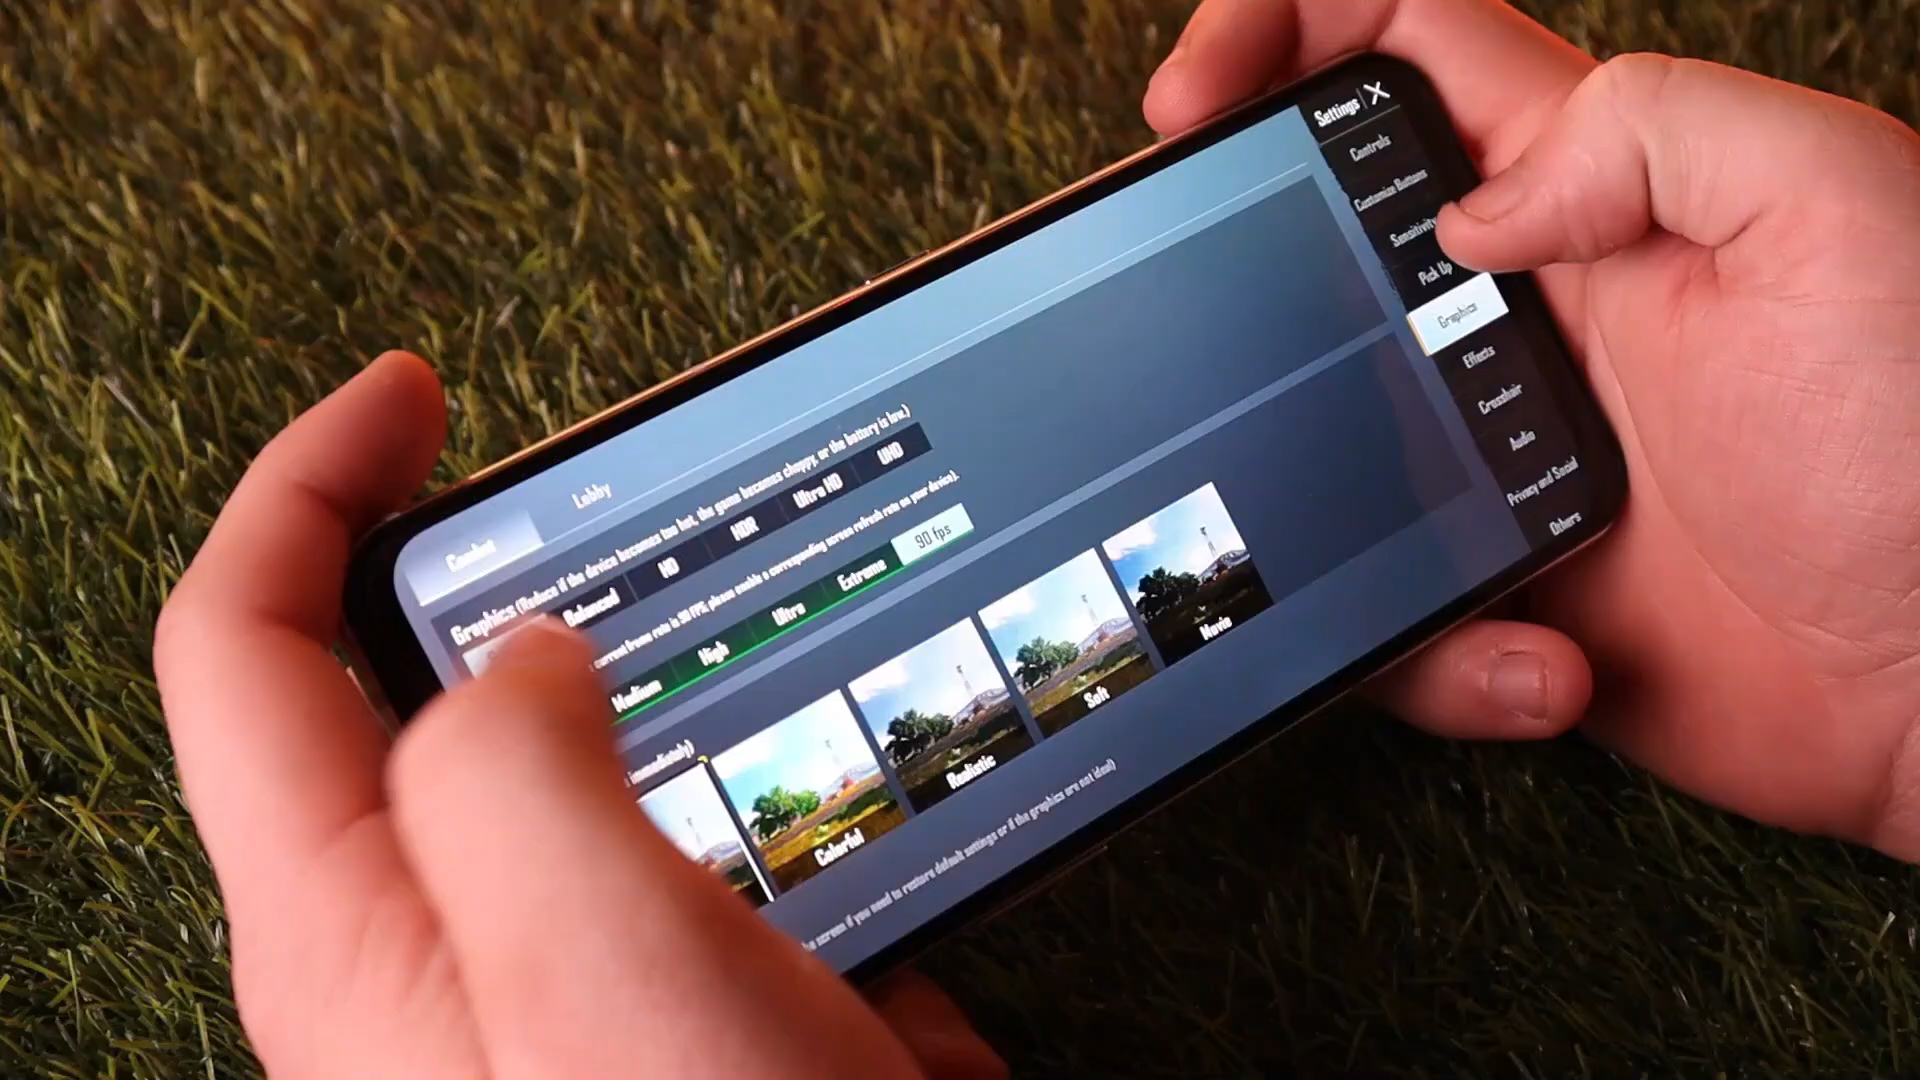 Settings
Controls
Customize Buttons
Sensitivity
Pick Up
Graphics
Effects
Crosshair
Audio
Privacy and Social
Others
Combat
Lobby
Graphics (Reduce if the device becomes too hot, the game becomes choppy, or the battery is low.)
Balanced HD HDR Ultra HD UHD
current frame rate is 90 FPS, please enable a corresponding screen refresh rate on your device).
Medium High Ultra Extreme 90 fps
immediately)
Colorful Realistic Soft Movie
screen if you need to restore default settings or if the graphics are not ideal)